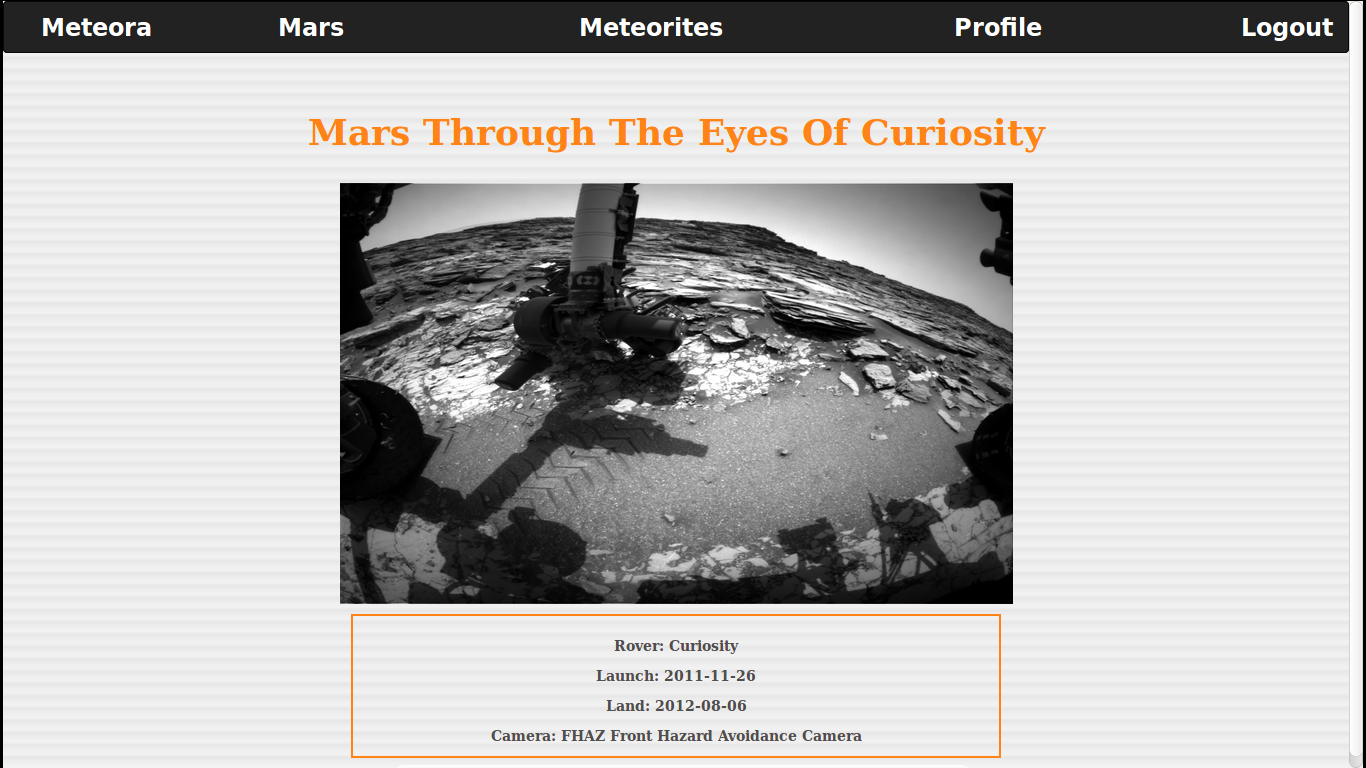 Meteora Mars Meteorites Profile Logout
Mars Through The Eyes Of Curiosity
Rover: Curiosity
Launch: 2011-11-26
Land: 2012-08-06
Camera: FHAZ Front Hazard Avoidance Camera